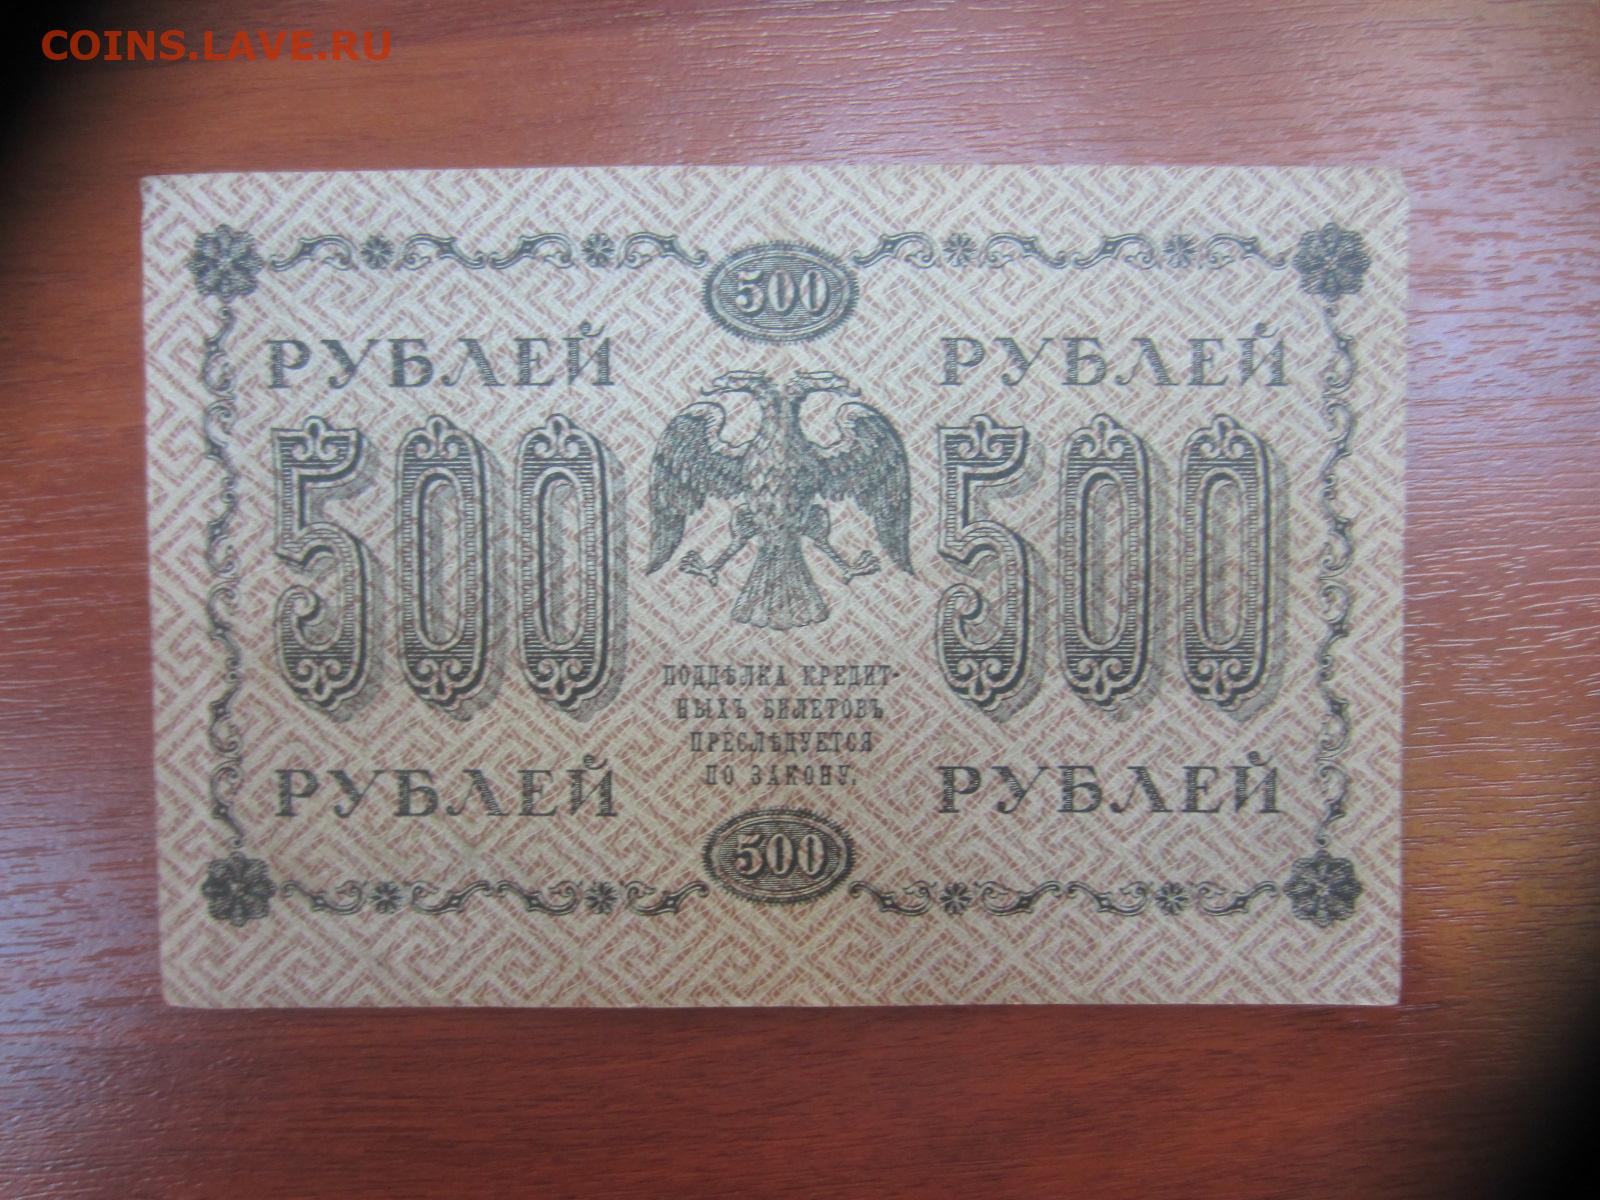 COINS.LAVE.RU
500
РУБЛЕЙ РУБЛЕЙ
500 500
ПОДДѢЛКА КРЕДИТ-
НЫХЪ БИЛЕТОВЪ
ПРЕСЛѢДУЕТСЯ
ПО ЗАКОНУ.
РУБЛЕЙ РУБЛЕЙ
500